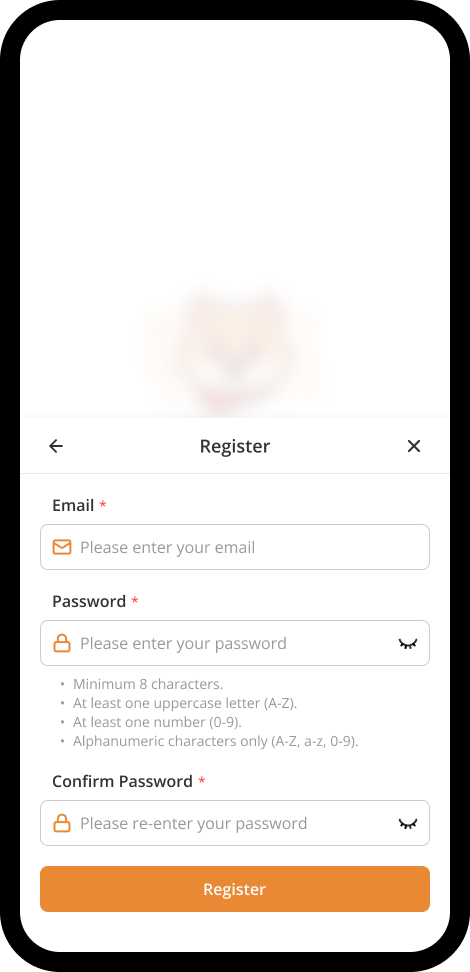 Register
Email *
Please enter your email
Password *
Please enter your password
• Minimum 8 characters.
• At least one uppercase letter (A-Z).
• At least one number (0-9).
• Alphanumeric characters only (A-Z, a-z, 0-9).
Confirm Password *
Please re-enter your password
Register